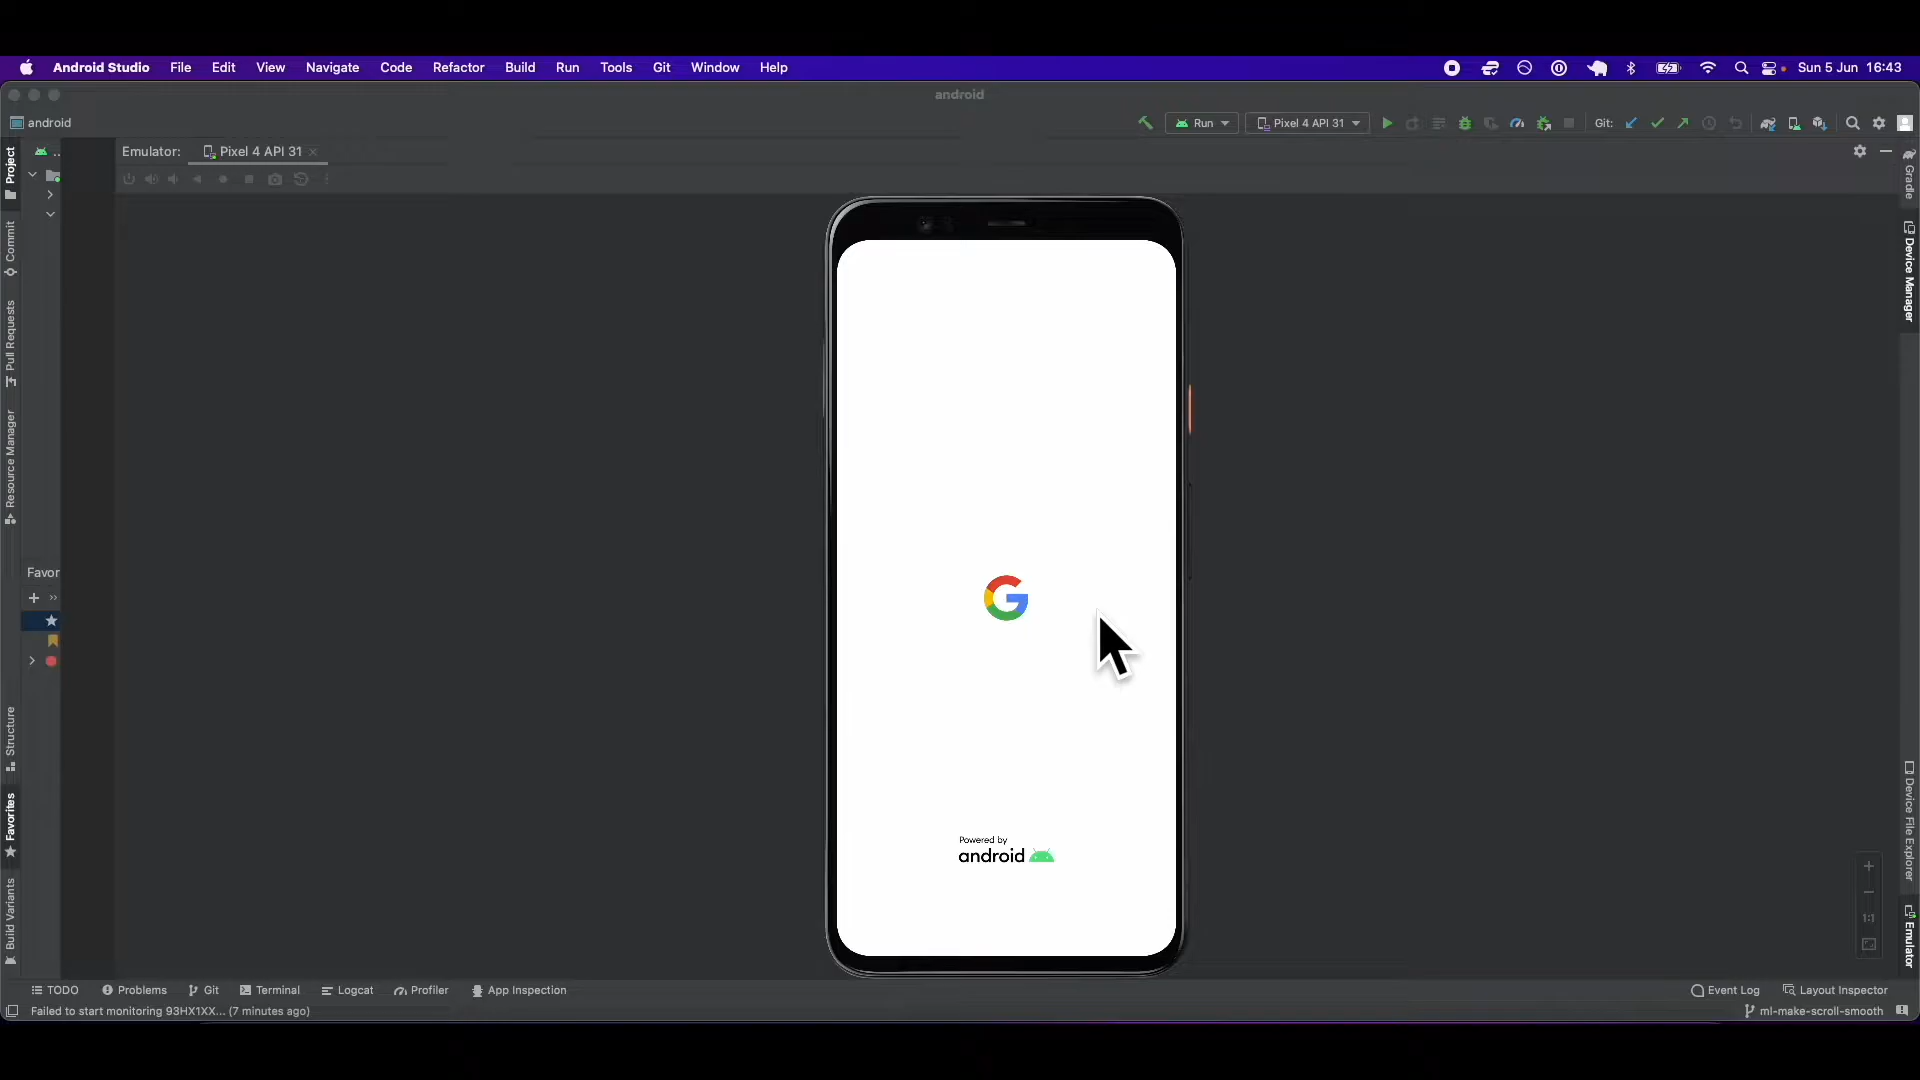 Android Studio File Edit View Navigate Code Refactor Build Run Tools Git Window Help Sun 5 Jun 16:43
android
android Run Pixel 4 API 31 Git:
Emulator: Pixel 4 API 31
Project
Commit
Pull Requests
Resource Manager
Structure
Favorites
Build Variants
Favor
Powered by
android
Gradle
Device Manager
Device File Explorer
Emulator
1:1
TODO Problems Git Terminal Logcat Profiler App Inspection Event Log Layout Inspector
Failed to start monitoring 93HX1XX... (7 minutes ago) ml-make-scroll-smooth